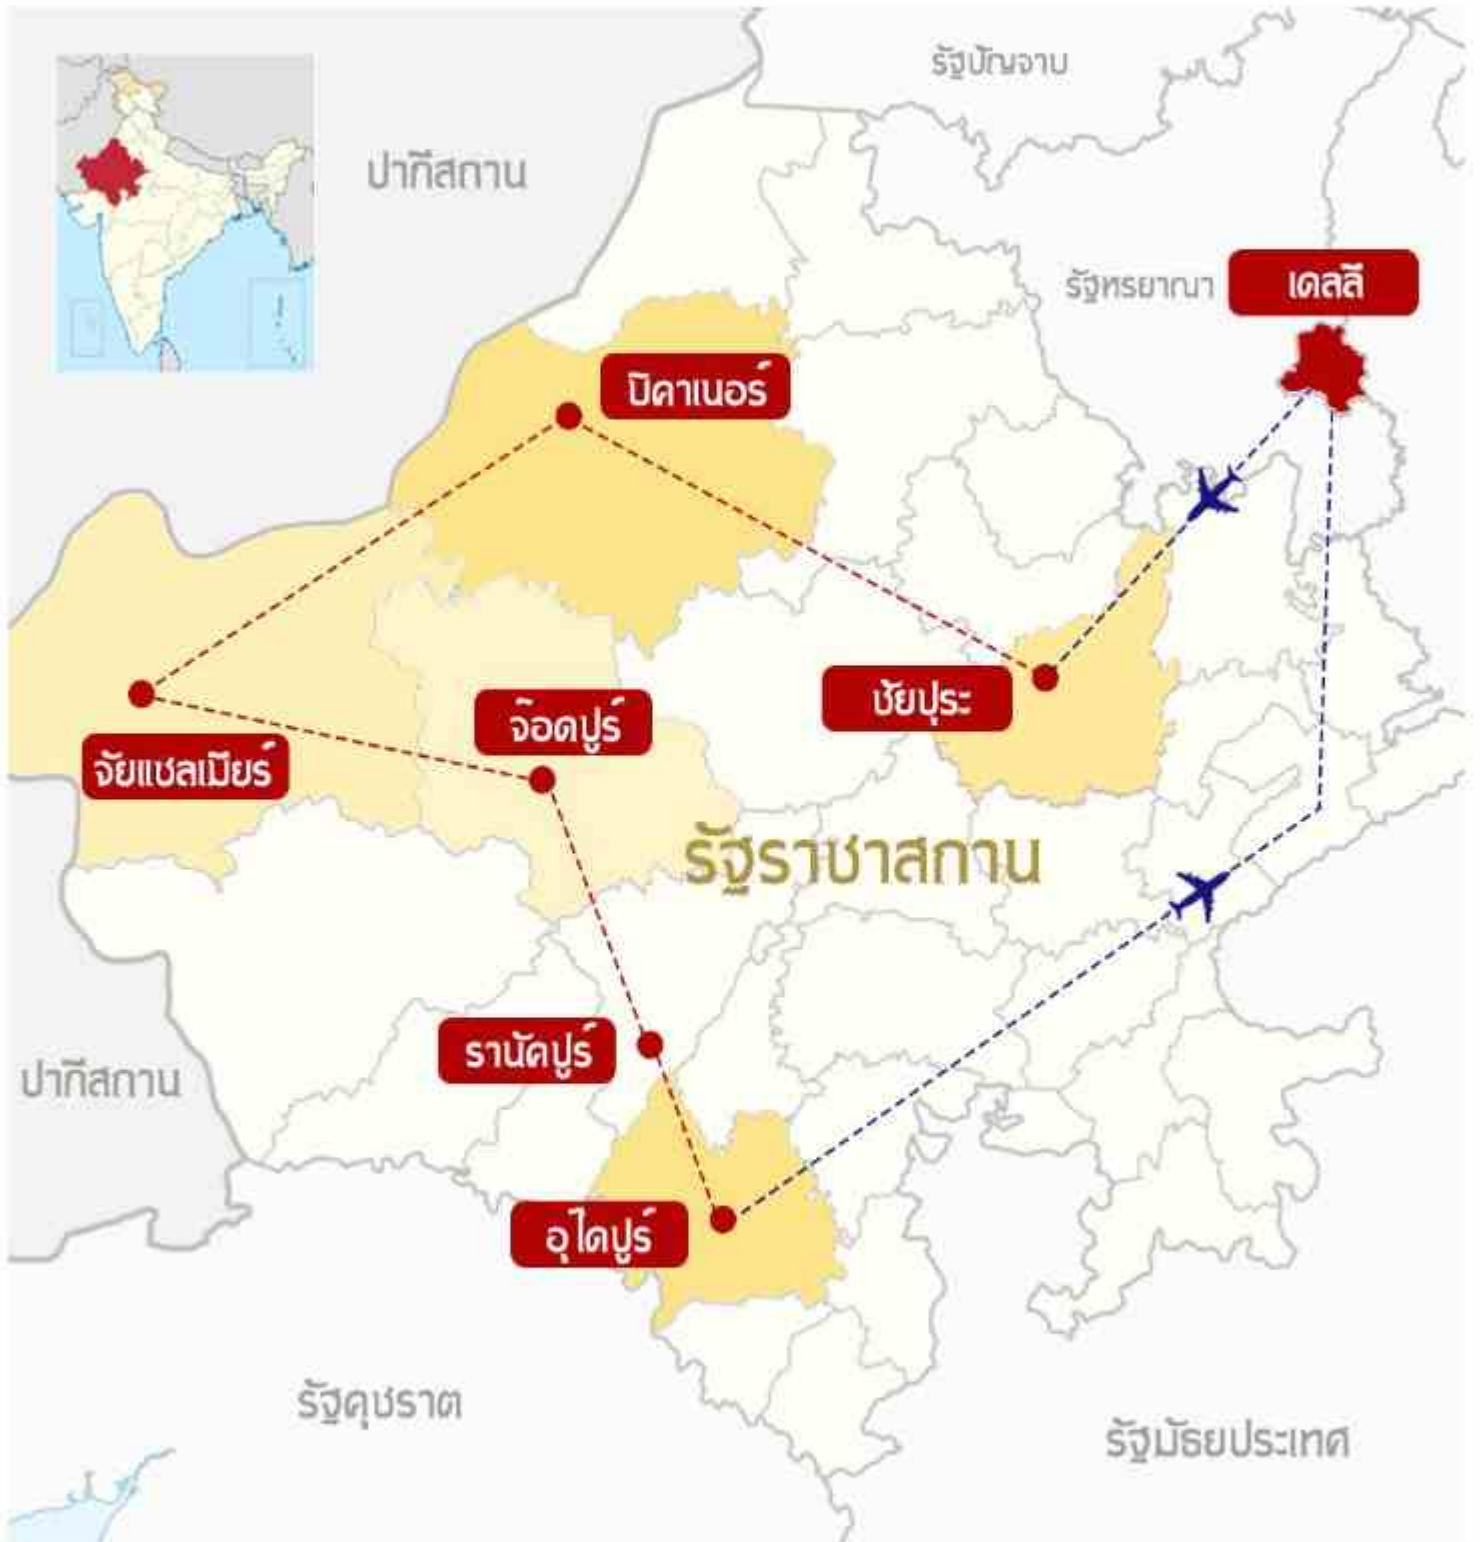 รัฐปัญจาบ
ปากีสถาน
รัฐหรยาณา
เดลลี
บิคาเนอร์
ชัยปุระ
จ๊อดปูร์
จัยแชลเมียร์
รัฐราชาสถาน
รานัคปูร์
ปากีสถาน
อุไดปูร์
รัฐคุชราต
รัฐมัธยประเทศ